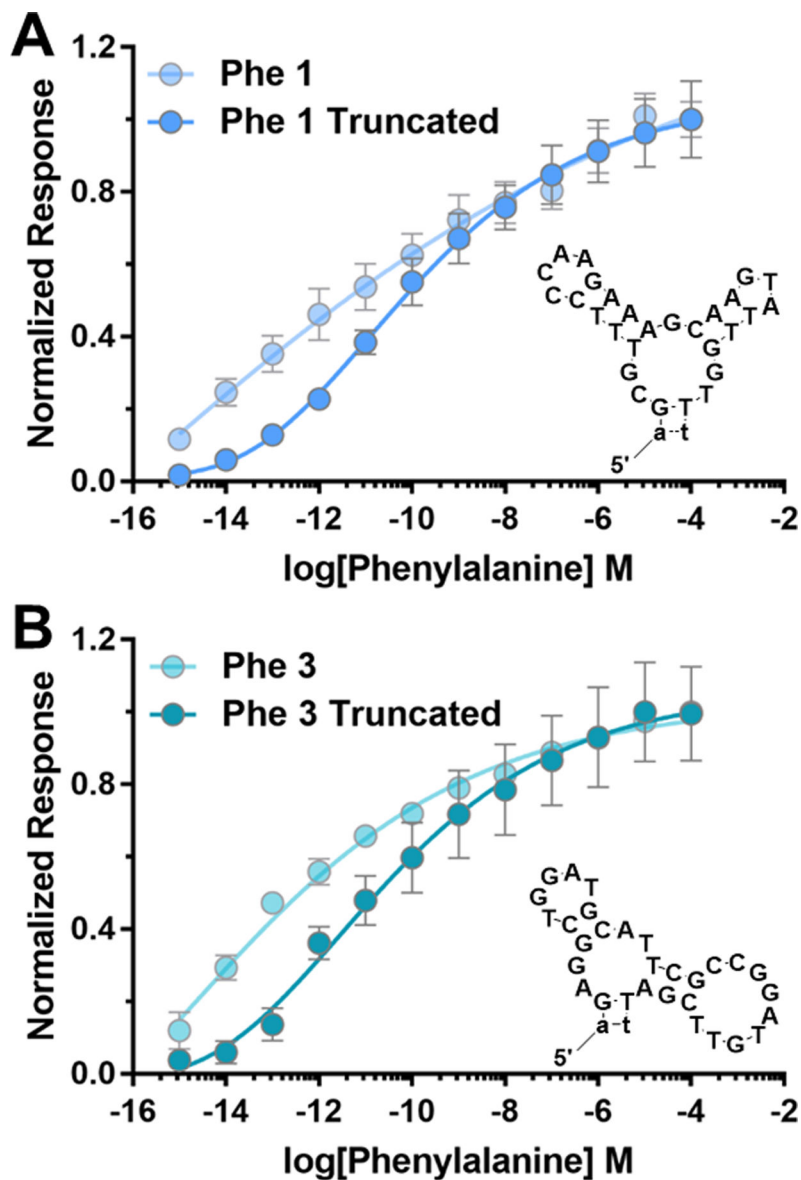 A
Normalized Response
1.2
0.8
0.4
0.0
Phe 1
Phe 1 Truncated
-16 -14 -12 -10 -8 -6 -4 -2
log[Phenylalanine] M
5'
a--t
B
Normalized Response
1.2
0.8
0.4
0.0
Phe 3
Phe 3 Truncated
-16 -14 -12 -10 -8 -6 -4 -2
log[Phenylalanine] M
5'
a-t